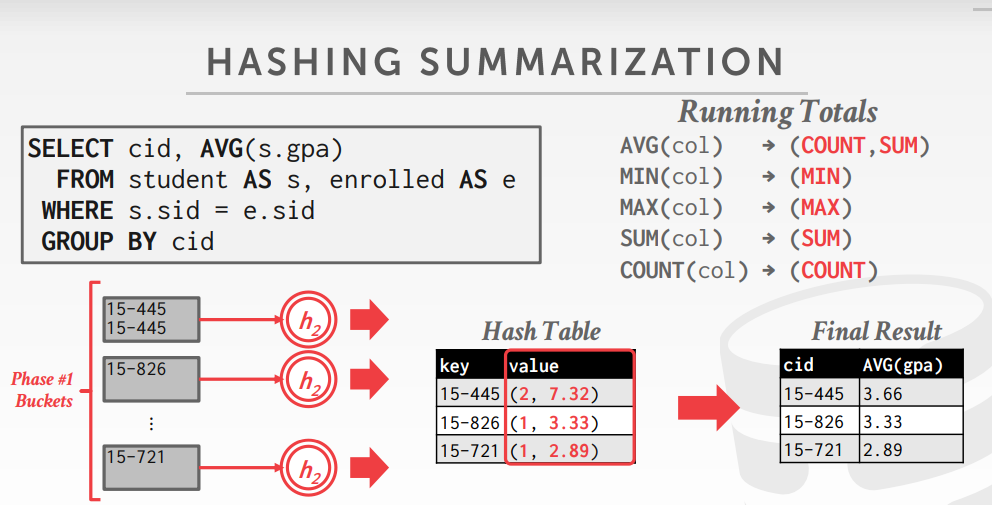 HASHING SUMMARIZATION
SELECT cid, AVG(s.gpa)
FROM student AS s, enrolled AS e
WHERE s.sid = e.sid
GROUP BY cid
Running Totals
AVG(col) → (COUNT,SUM)
MIN(col) → (MIN)
MAX(col) → (MAX)
SUM(col) → (SUM)
COUNT(col) → (COUNT)
Phase #1
Buckets
15-445
15-445
h2
15-826
h2
⋮
15-721
h2
Hash Table
key value
15-445 (2, 7.32)
15-826 (1, 3.33)
15-721 (1, 2.89)
Final Result
cid AVG(gpa)
15-445 3.66
15-826 3.33
15-721 2.89